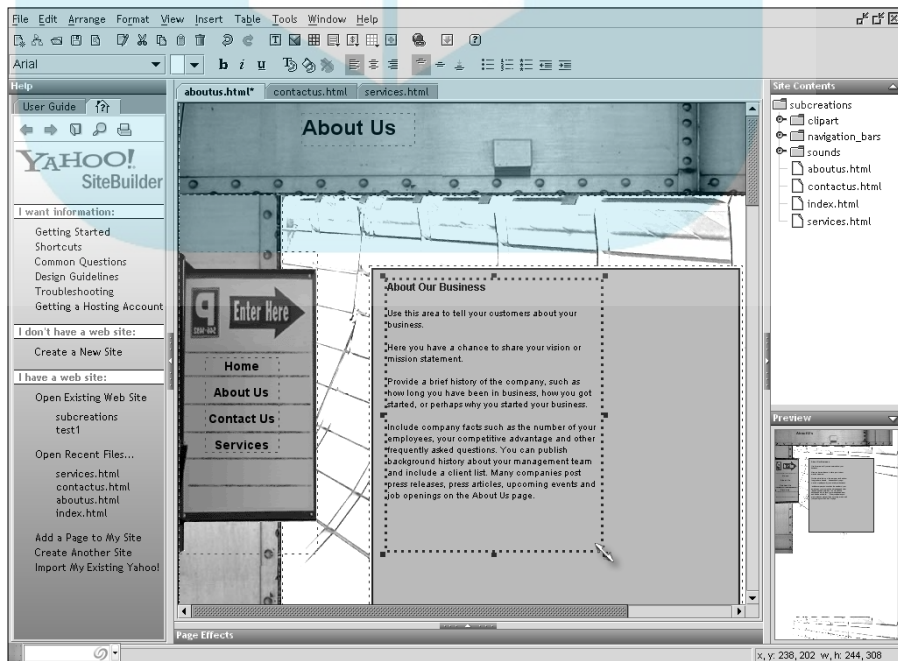 File Edit Arrange Format View Insert Table Tools Window Help
Arial
b i u
Help
User Guide
YAHOO!
SiteBuilder
I want information:
Getting Started
Shortcuts
Common Questions
Design Guidelines
Troubleshooting
Getting a Hosting Account
I don't have a web site:
Create a New Site
I have a web site:
Open Existing Web Site
subcreations
test1
Open Recent Files...
services.html
contactus.html
aboutus.html
index.html
Add a Page to My Site
Create Another Site
Import My Existing Yahoo!
aboutus.html* contactus.html services.html
About Us
P
Enter Here
Home
About Us
Contact Us
Services
About Our Business
Use this area to tell your customers about your
business.
Here you have a chance to share your vision or
mission statement.
Provide a brief history of the company, such as
how long you have been in business, how you got
started, or perhaps why you started your business.
Include company facts such as the number of your
employees, your competitive advantage and other
frequently asked questions. You can publish
background history about your management team
and include a client list. Many companies post
press releases, press articles, upcoming events and
job openings on the About Us page.
Page Effects
Site Contents
subcreations
clipart
navigation_bars
sounds
aboutus.html
contactus.html
index.html
services.html
Preview
x, y: 238, 202 w, h: 244, 308